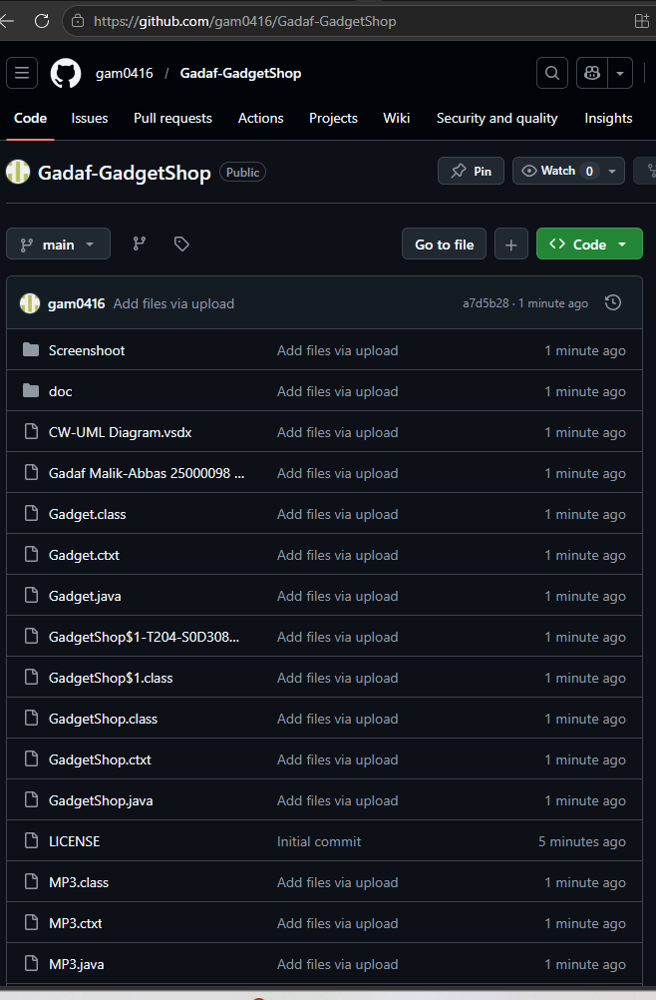 https://github.com/gam0416/Gadaf-GadgetShop
gam0416 / Gadaf-GadgetShop
Code Issues Pull requests Actions Projects Wiki Security and quality Insights
Gadaf-GadgetShop Public Pin Watch 0
main Go to file Code
gam0416 Add files via upload a7d5b28 · 1 minute ago
Screenshoot Add files via upload 1 minute ago
doc Add files via upload 1 minute ago
CW-UML Diagram.vsdx Add files via upload 1 minute ago
Gadaf Malik-Abbas 25000098 ... Add files via upload 1 minute ago
Gadget.class Add files via upload 1 minute ago
Gadget.ctxt Add files via upload 1 minute ago
Gadget.java Add files via upload 1 minute ago
GadgetShop$1-T204-S0D308... Add files via upload 1 minute ago
GadgetShop$1.class Add files via upload 1 minute ago
GadgetShop.class Add files via upload 1 minute ago
GadgetShop.ctxt Add files via upload 1 minute ago
GadgetShop.java Add files via upload 1 minute ago
LICENSE Initial commit 5 minutes ago
MP3.class Add files via upload 1 minute ago
MP3.ctxt Add files via upload 1 minute ago
MP3.java Add files via upload 1 minute ago